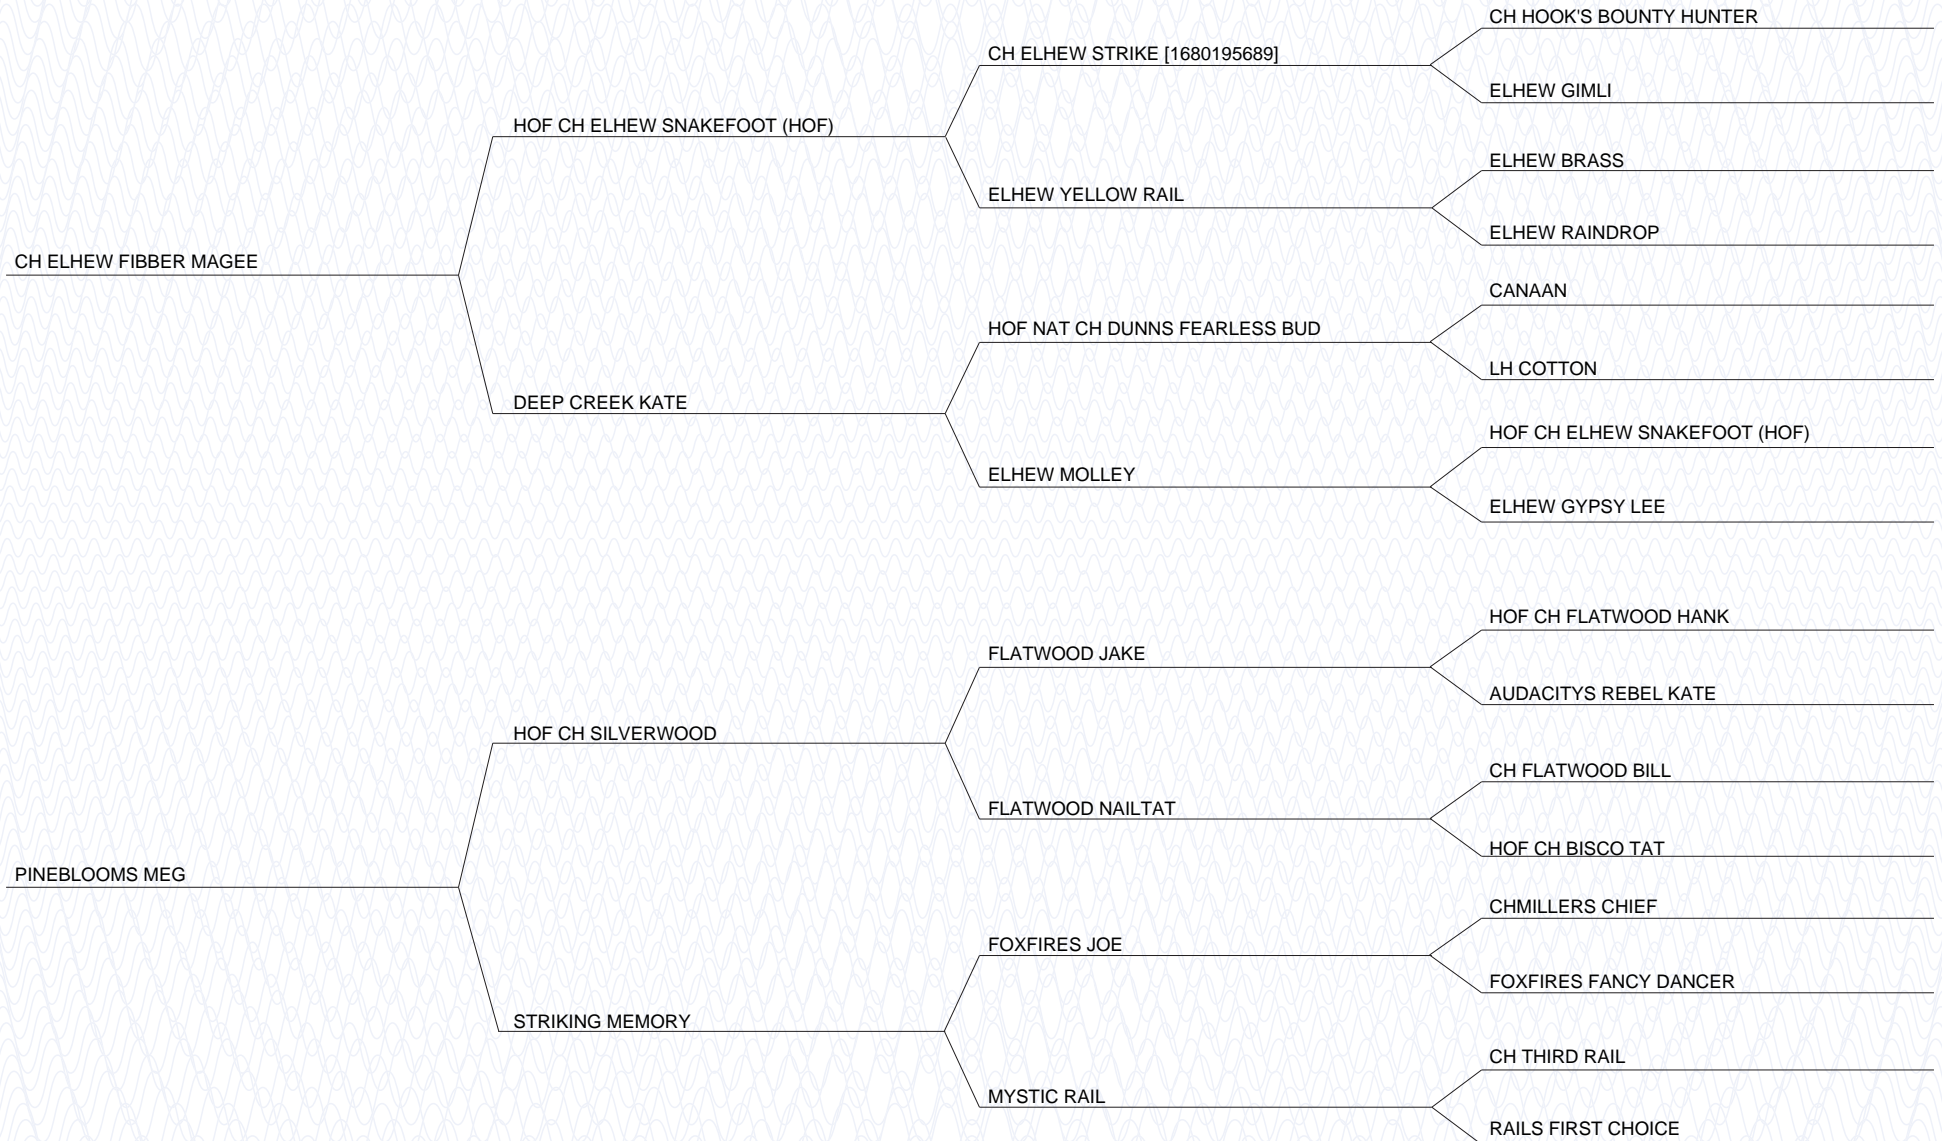 CH HOOK'S BOUNTY HUNTER
CH ELHEW STRIKE [1680195689]
ELHEW GIMLI
HOF CH ELHEW SNAKEFOOT (HOF)
ELHEW BRASS
ELHEW YELLOW RAIL
ELHEW RAINDROP
CH ELHEW FIBBER MAGEE
CANAAN
HOF NAT CH DUNNS FEARLESS BUD
LH COTTON
DEEP CREEK KATE
HOF CH ELHEW SNAKEFOOT (HOF)
ELHEW MOLLEY
ELHEW GYPSY LEE
HOF CH FLATWOOD HANK
FLATWOOD JAKE
AUDACITYS REBEL KATE
HOF CH SILVERWOOD
CH FLATWOOD BILL
FLATWOOD NAILTAT
HOF CH BISCO TAT
PINEBLOOMS MEG
CHMILLERS CHIEF
FOXFIRES JOE
FOXFIRES FANCY DANCER
STRIKING MEMORY
CH THIRD RAIL
MYSTIC RAIL
RAILS FIRST CHOICE